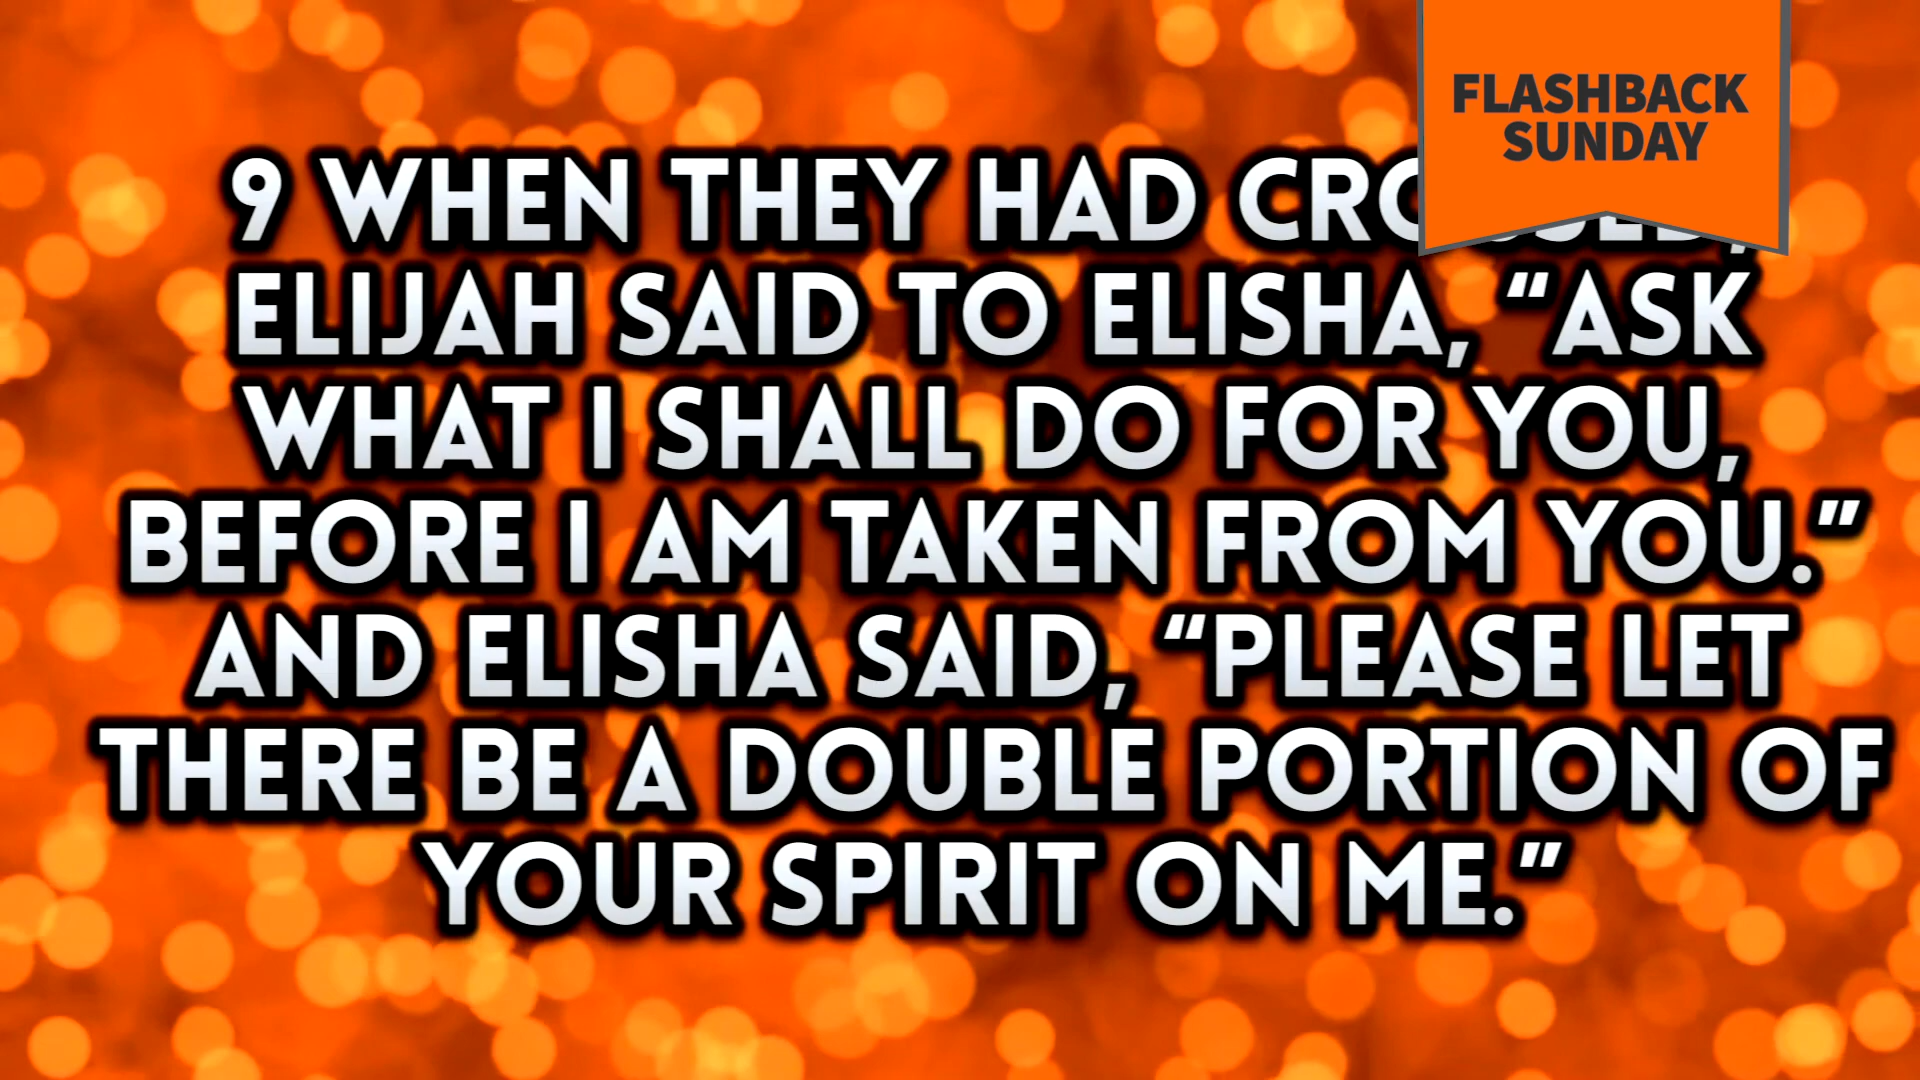 FLASHBACK
SUNDAY
9 WHEN THEY HAD
ELIJAH SAID TO ELISHA, “ASK
WHAT I SHALL DO FOR YOU,
BEFORE I AM TAKEN FROM YOU.”
AND ELISHA SAID, “PLEASE LET
THERE BE A DOUBLE PORTION OF
YOUR SPIRIT ON ME.”